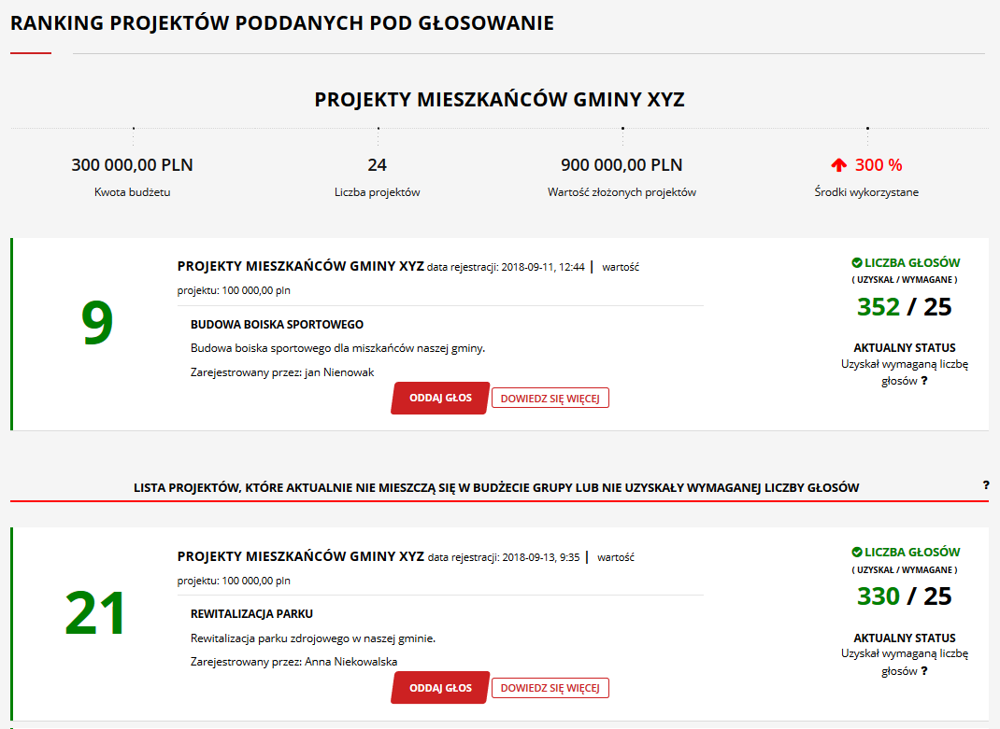 RANKING PROJEKTÓW PODDANYCH POD GŁOSOWANIE
PROJEKTY MIESZKAŃCÓW GMINY XYZ
300 000,00 PLN
Kwota budżetu
24
Liczba projektów
900 000,00 PLN
Wartość złożonych projektów
300 %
Środki wykorzystane
9
PROJEKTY MIESZKAŃCÓW GMINY XYZ data rejestracji: 2018-09-11, 12:44 | wartość
projektu: 100 000,00 pln
BUDOWA BOISKA SPORTOWEGO
Budowa boiska sportowego dla miszkańców naszej gminy.
Zarejestrowany przez: jan Nienowak
ODDAJ GŁOS
DOWIEDZ SIĘ WIĘCEJ
LICZBA GŁOSÓW
( UZYSKAŁ / WYMAGANE )
352 / 25
AKTUALNY STATUS
Uzyskał wymaganą liczbę
głosów ?
LISTA PROJEKTÓW, KTÓRE AKTUALNIE NIE MIESZCZĄ SIĘ W BUDŻECIE GRUPY LUB NIE UZYSKAŁY WYMAGANEJ LICZBY GŁOSÓW ?
21
PROJEKTY MIESZKAŃCÓW GMINY XYZ data rejestracji: 2018-09-13, 9:35 | wartość
projektu: 100 000,00 pln
REWITALIZACJA PARKU
Rewitalizacja parku zdrojowego w naszej gminie.
Zarejestrowany przez: Anna Niekowalska
ODDAJ GŁOS
DOWIEDZ SIĘ WIĘCEJ
LICZBA GŁOSÓW
( UZYSKAŁ / WYMAGANE )
330 / 25
AKTUALNY STATUS
Uzyskał wymaganą liczbę
głosów ?